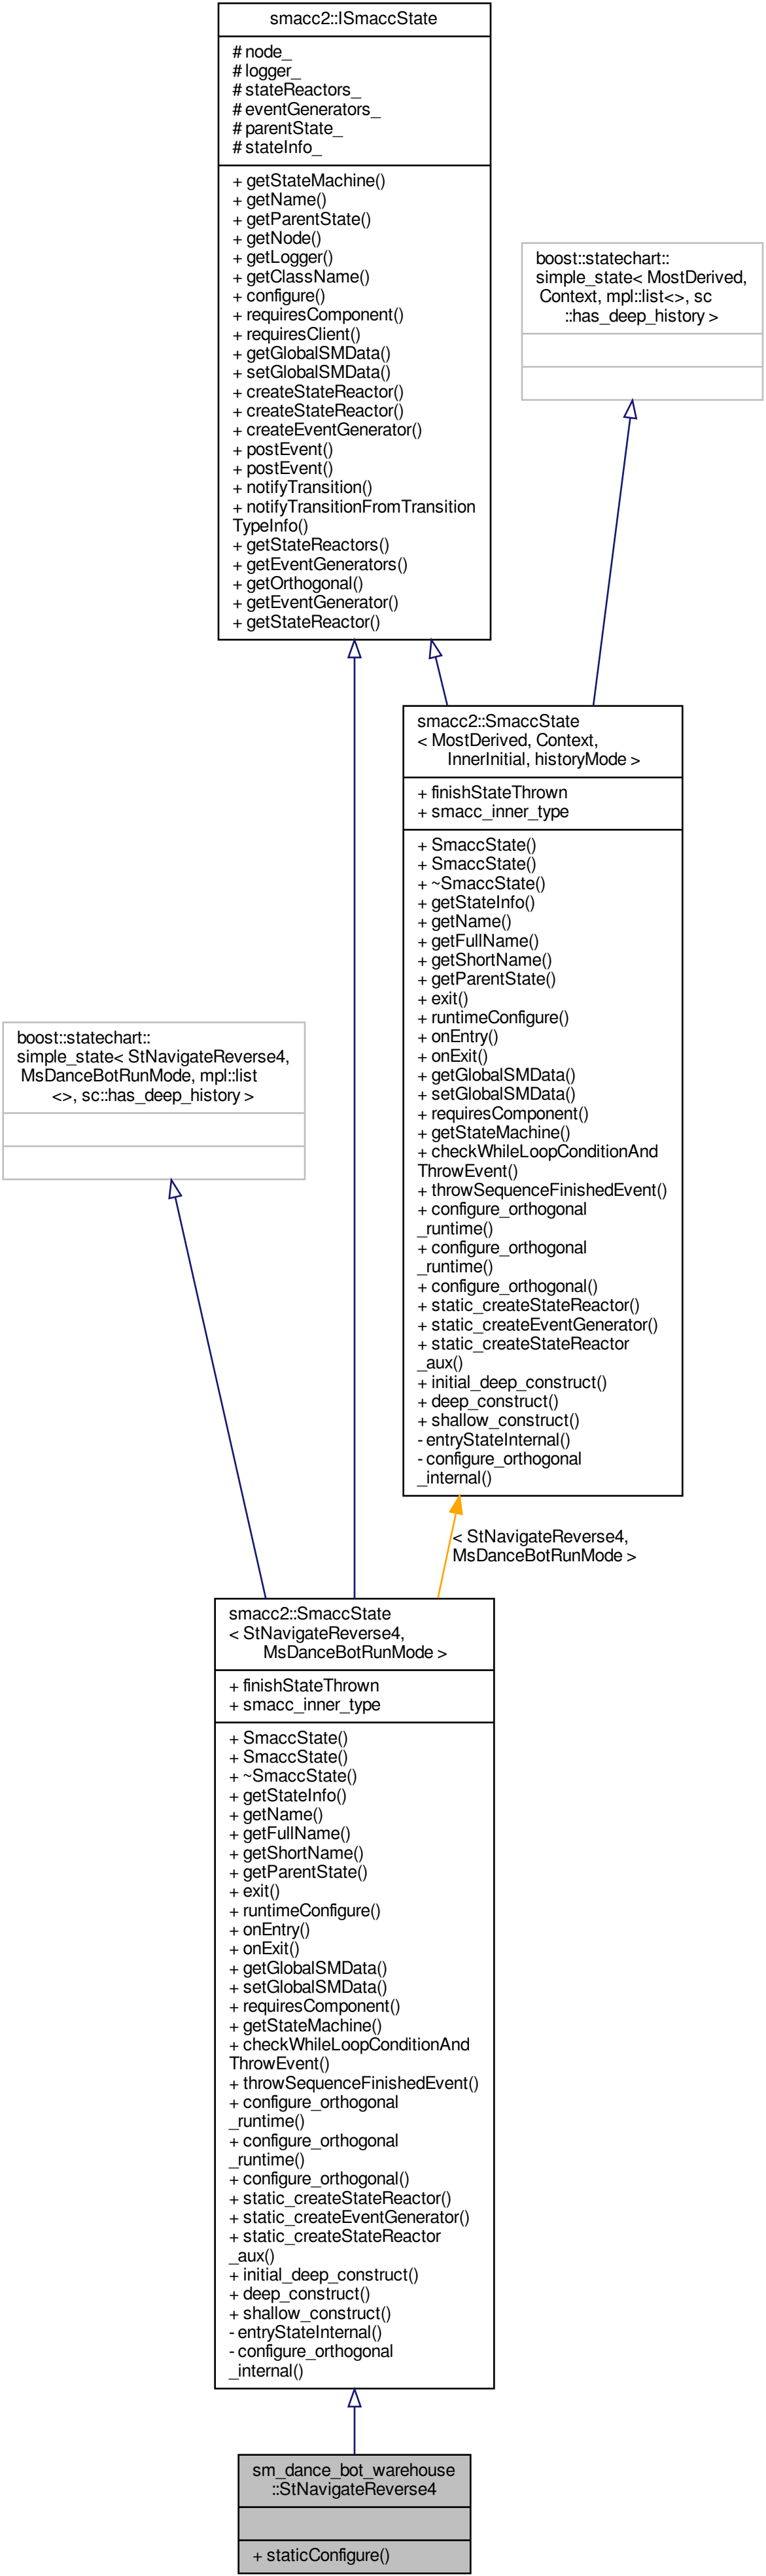 smacc2::ISmaccState
# node_
# logger_
# stateReactors_
# eventGenerators_
# parentState_
# stateInfo_
+ getStateMachine()
+ getName()
+ getParentState()
+ getNode()
+ getLogger()
+ getClassName()
+ configure()
+ requiresComponent()
+ requiresClient()
+ getGlobalSMData()
+ setGlobalSMData()
+ createStateReactor()
+ createStateReactor()
+ createEventGenerator()
+ postEvent()
+ postEvent()
+ notifyTransition()
+ notifyTransitionFromTransition
TypeInfo()
+ getStateReactors()
+ getEventGenerators()
+ getOrthogonal()
+ getEventGenerator()
+ getStateReactor()
boost::statechart::
simple_state< MostDerived,
Context, mpl::list<>, sc
::has_deep_history >
smacc2::SmaccState
< MostDerived, Context,
InnerInitial, historyMode >
+ finishStateThrown
+ smacc_inner_type
+ SmaccState()
+ SmaccState()
+ ~SmaccState()
+ getStateInfo()
+ getName()
+ getFullName()
+ getShortName()
+ getParentState()
+ exit()
+ runtimeConfigure()
+ onEntry()
+ onExit()
+ getGlobalSMData()
+ setGlobalSMData()
+ requiresComponent()
+ getStateMachine()
+ checkWhileLoopConditionAnd
ThrowEvent()
+ throwSequenceFinishedEvent()
+ configure_orthogonal
_runtime()
+ configure_orthogonal
_runtime()
+ configure_orthogonal()
+ static_createStateReactor()
+ static_createEventGenerator()
+ static_createStateReactor
_aux()
+ initial_deep_construct()
+ deep_construct()
+ shallow_construct()
- entryStateInternal()
- configure_orthogonal
_internal()
boost::statechart::
simple_state< StNavigateReverse4,
MsDanceBotRunMode, mpl::list
<>, sc::has_deep_history >
< StNavigateReverse4,
MsDanceBotRunMode >
smacc2::SmaccState
< StNavigateReverse4,
MsDanceBotRunMode >
+ finishStateThrown
+ smacc_inner_type
+ SmaccState()
+ SmaccState()
+ ~SmaccState()
+ getStateInfo()
+ getName()
+ getFullName()
+ getShortName()
+ getParentState()
+ exit()
+ runtimeConfigure()
+ onEntry()
+ onExit()
+ getGlobalSMData()
+ setGlobalSMData()
+ requiresComponent()
+ getStateMachine()
+ checkWhileLoopConditionAnd
ThrowEvent()
+ throwSequenceFinishedEvent()
+ configure_orthogonal
_runtime()
+ configure_orthogonal
_runtime()
+ configure_orthogonal()
+ static_createStateReactor()
+ static_createEventGenerator()
+ static_createStateReactor
_aux()
+ initial_deep_construct()
+ deep_construct()
+ shallow_construct()
- entryStateInternal()
- configure_orthogonal
_internal()
sm_dance_bot_warehouse
::StNavigateReverse4
+ staticConfigure()